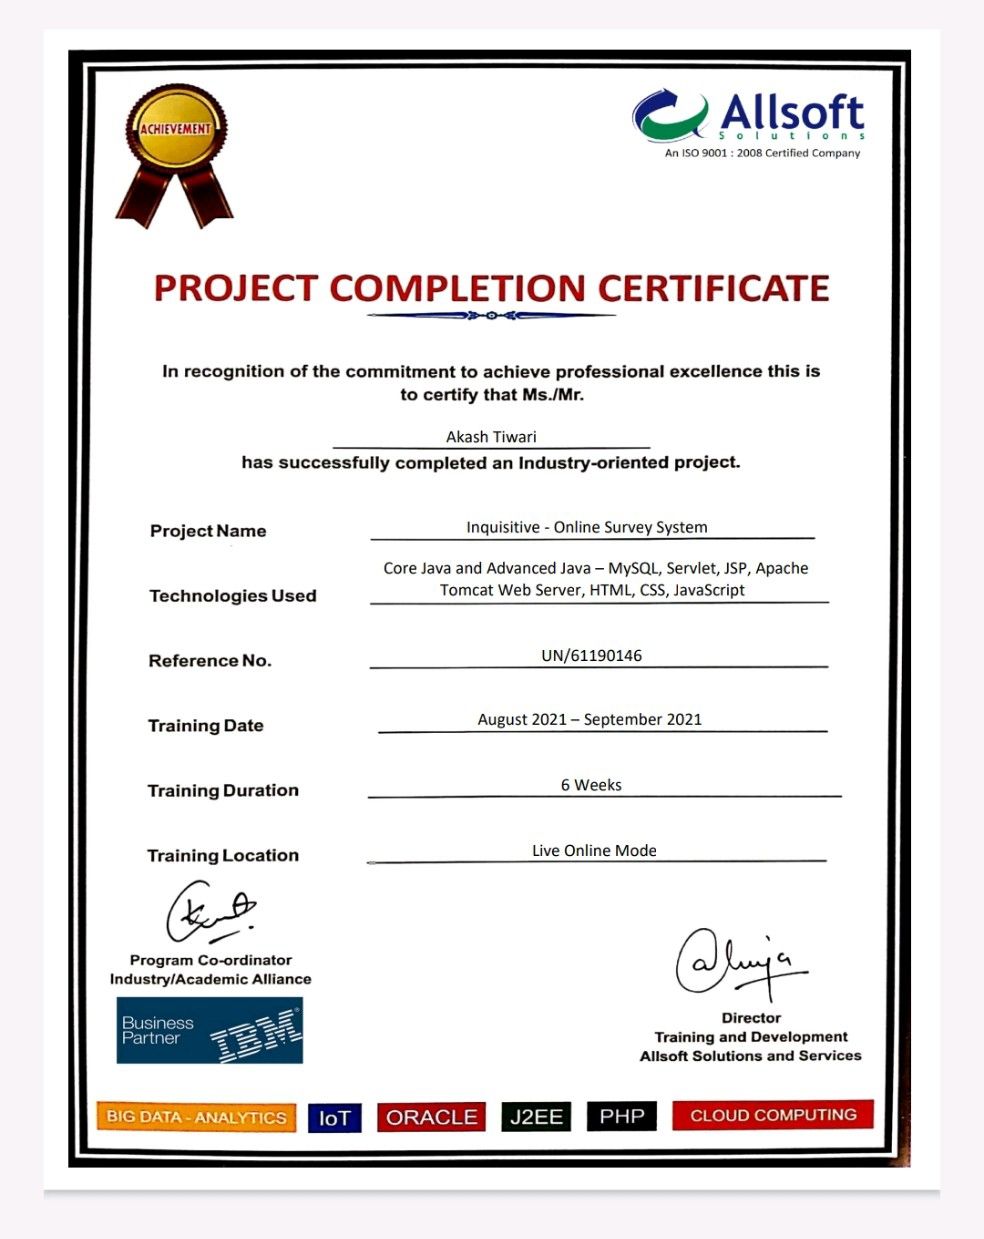 ACHIEVEMENT
Allsoft
Solutions
An ISO 9001 : 2008 Certified Company
PROJECT COMPLETION CERTIFICATE
In recognition of the commitment to achieve professional excellence this is
to certify that Ms./Mr.
Akash Tiwari
has successfully completed an Industry-oriented project.
Project Name
Inquisitive - Online Survey System
Core Java and Advanced Java – MySQL, Servlet, JSP, Apache
Technologies Used
Tomcat Web Server, HTML, CSS, JavaScript
Reference No.
UN/61190146
Training Date
August 2021 – September 2021
Training Duration
6 Weeks
Training Location
Live Online Mode
Program Co-ordinator
Industry/Academic Alliance
Business
Partner
IBM®
Director
Training and Development
Allsoft Solutions and Services
BIG DATA - ANALYTICS IoT ORACLE J2EE PHP CLOUD COMPUTING